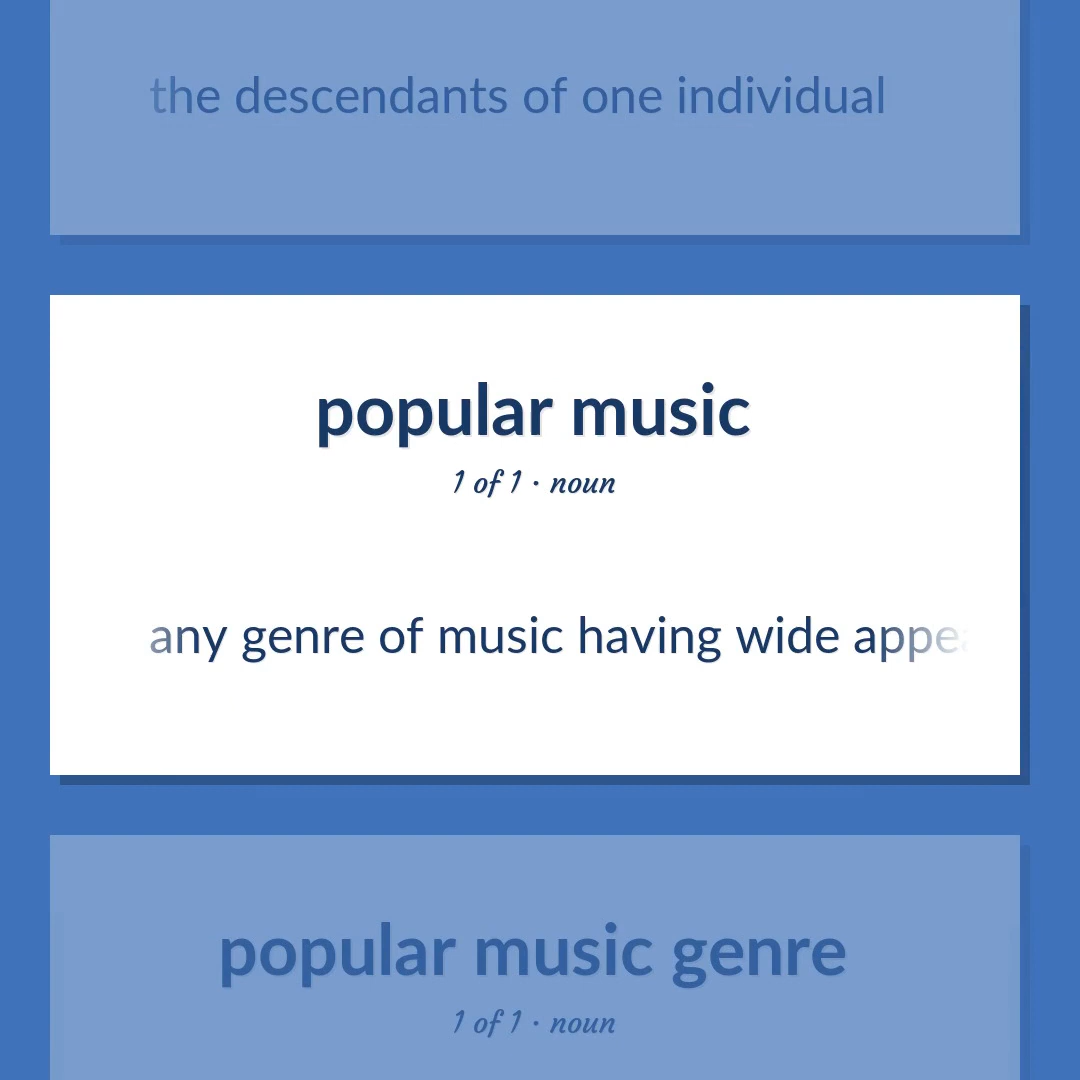 the descendants of one individual
popular music
1 of 1 · noun
any genre of music having wide
popular music genre
1 of 1 · noun